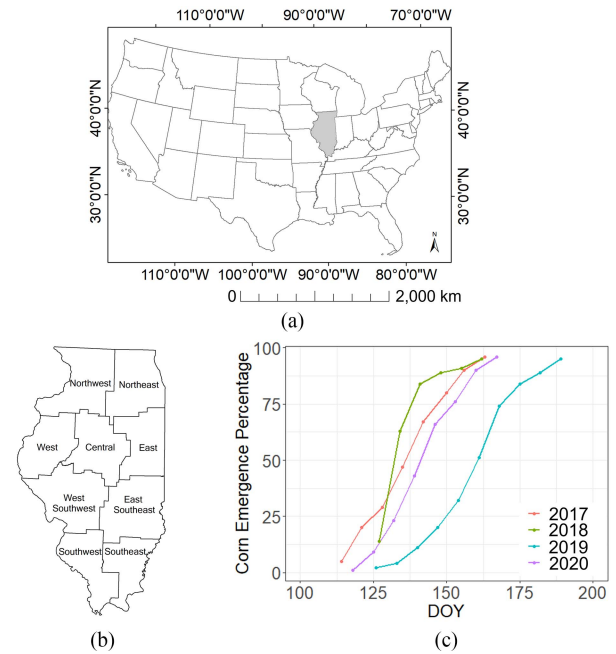 110°0'0"W 90°0'0"W 70°0'0"W
40°0'0"N 40°0'0"N
30°0'0"N 30°0'0"N
N
110°0'0"W 100°0'0"W 90°0'0"W 80°0'0"W
0 2,000 km
(a)
Northwest Northeast
West Central East
West
Southwest
East
Southeast
Southwest Southeast
(b)
Corn Emergence Percentage
100
75
50
25
0
2017
2018
2019
2020
100 125 150 175 200
DOY
(c)